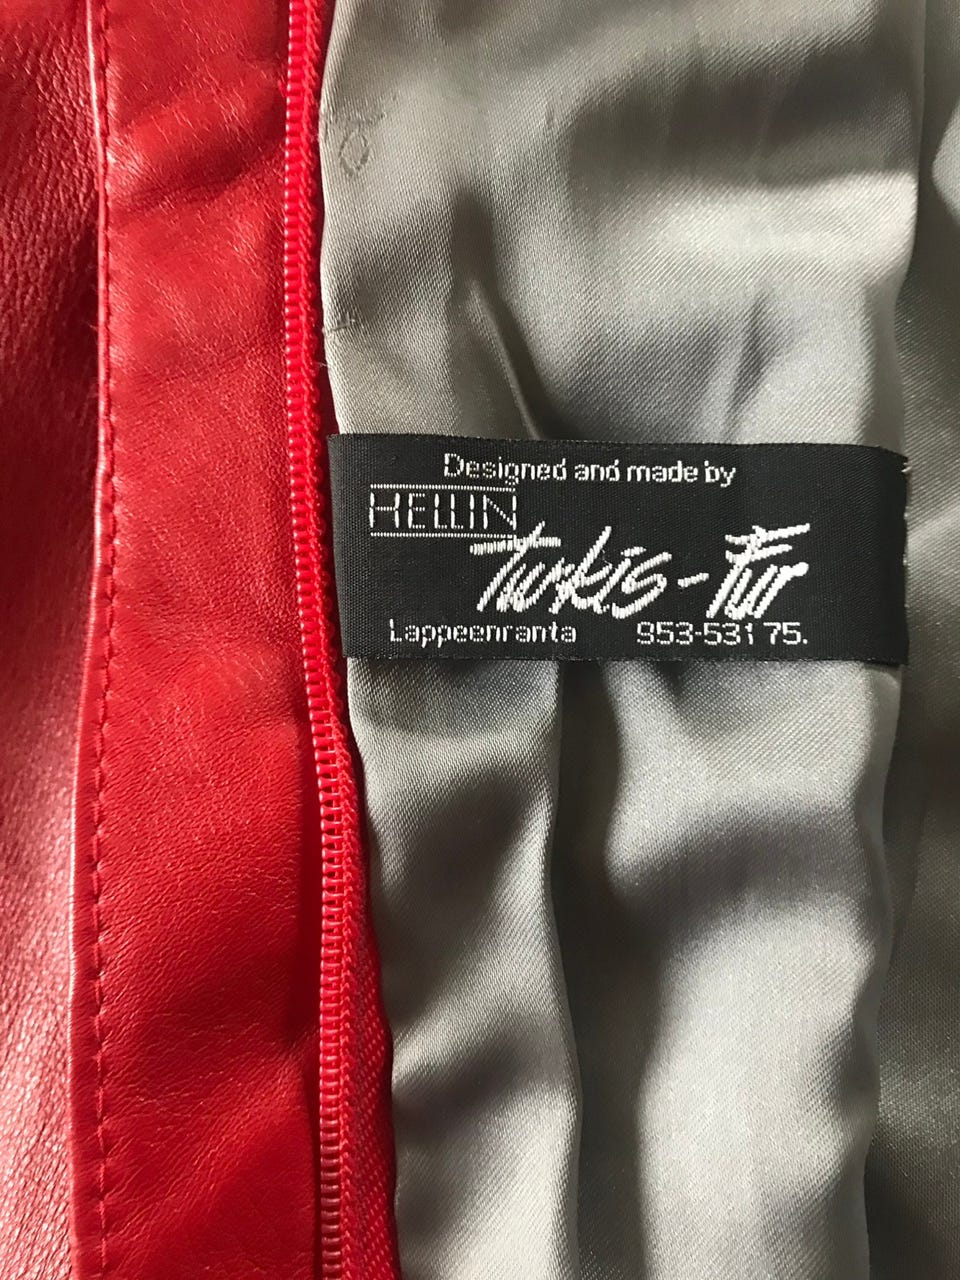 Designed and made by
HELLIN
Turkis-Fur
Lappeenranta 953-531 75.